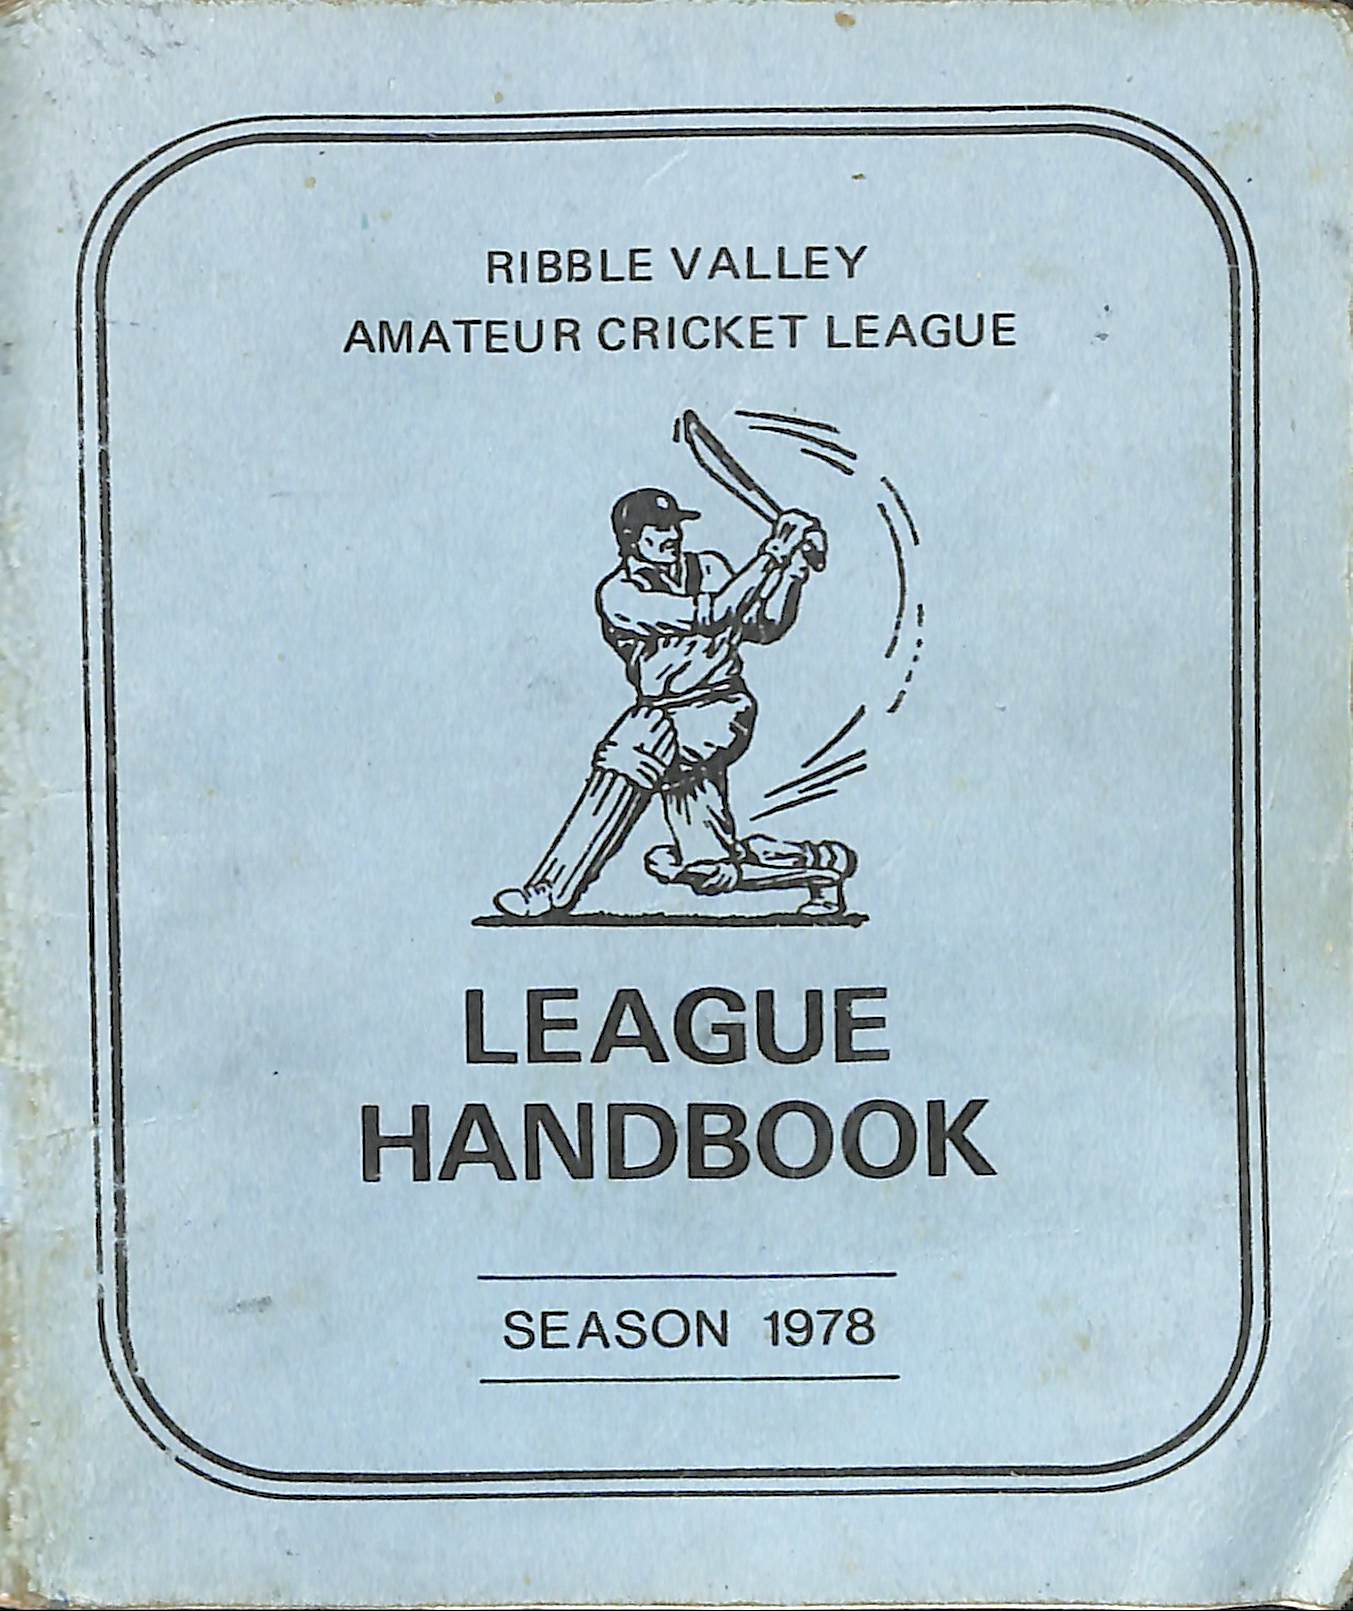 RIBBLE VALLEY
AMATEUR CRICKET LEAGUE
LEAGUE
HANDBOOK
SEASON 1978